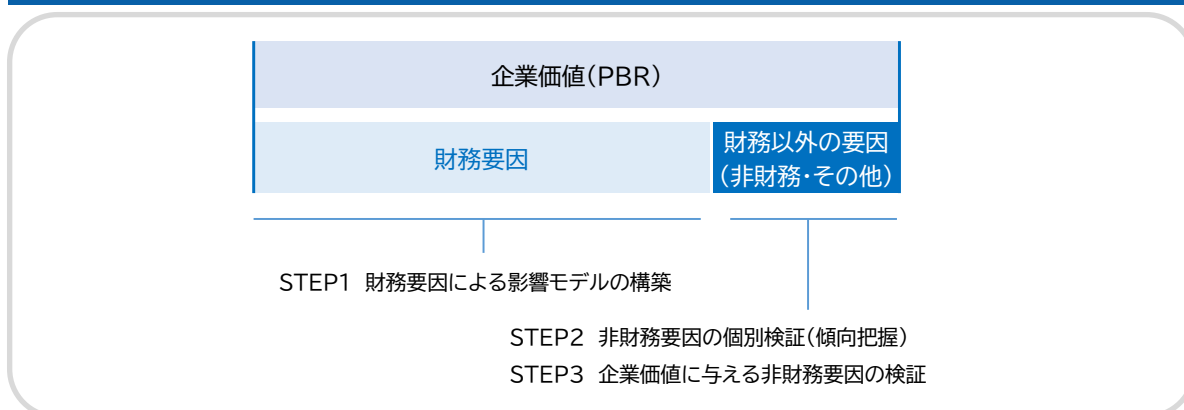 企業価値(PBR)
財務要因
財務以外の要因
(非財務・その他)
STEP1 財務要因による影響モデルの構築
STEP2 非財務要因の個別検証(傾向把握)
STEP3 企業価値に与える非財務要因の検証